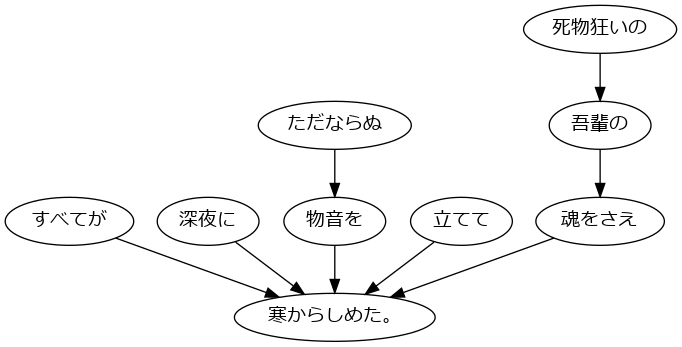 死物狂いの
ただならぬ
吾輩の
すべてが
深夜に
物音を
立てて
魂をさえ
寒からしめた。